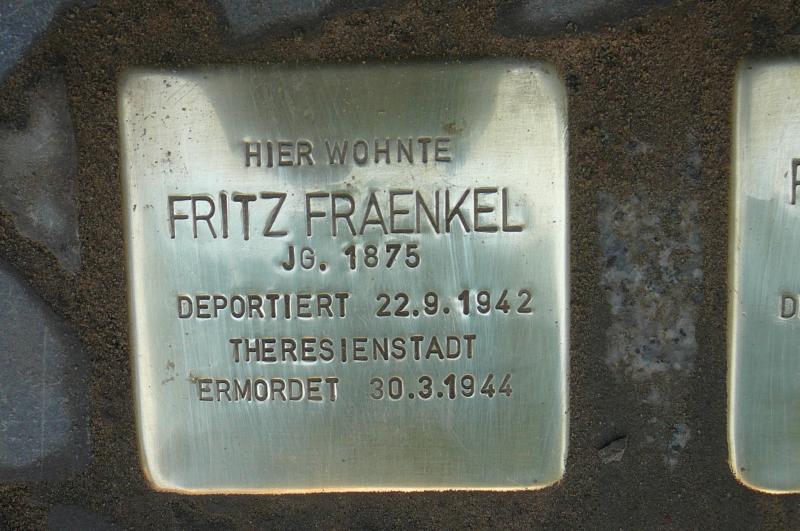 HIER WOHNTE
FRITZ FRAENKEL
JG. 1875
DEPORTIERT 22.9.1942
THERESIENSTADT
ERMORDET 30.3.1944